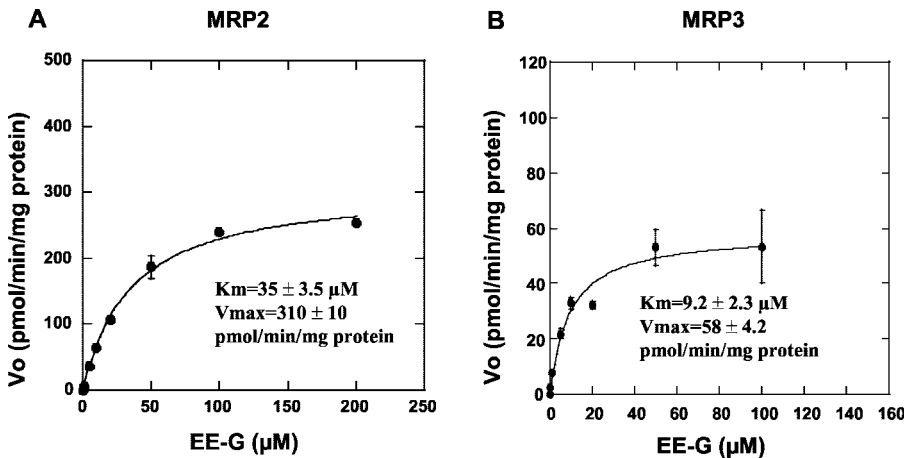 A
MRP2
500
400
300
200
100
0
0
50
100
150
200
250
Vo (pmol/min/mg protein)
EE-G (µM)
Km=35 ± 3.5 µM
Vmax=310 ± 10
pmol/min/mg protein
B
MRP3
120
100
80
60
40
20
0
0
20
40
60
80
100
120
140
160
Vo (pmol/min/mg protein)
EE-G (µM)
Km=9.2 ± 2.3 µM
Vmax=58 ± 4.2
pmol/min/mg protein